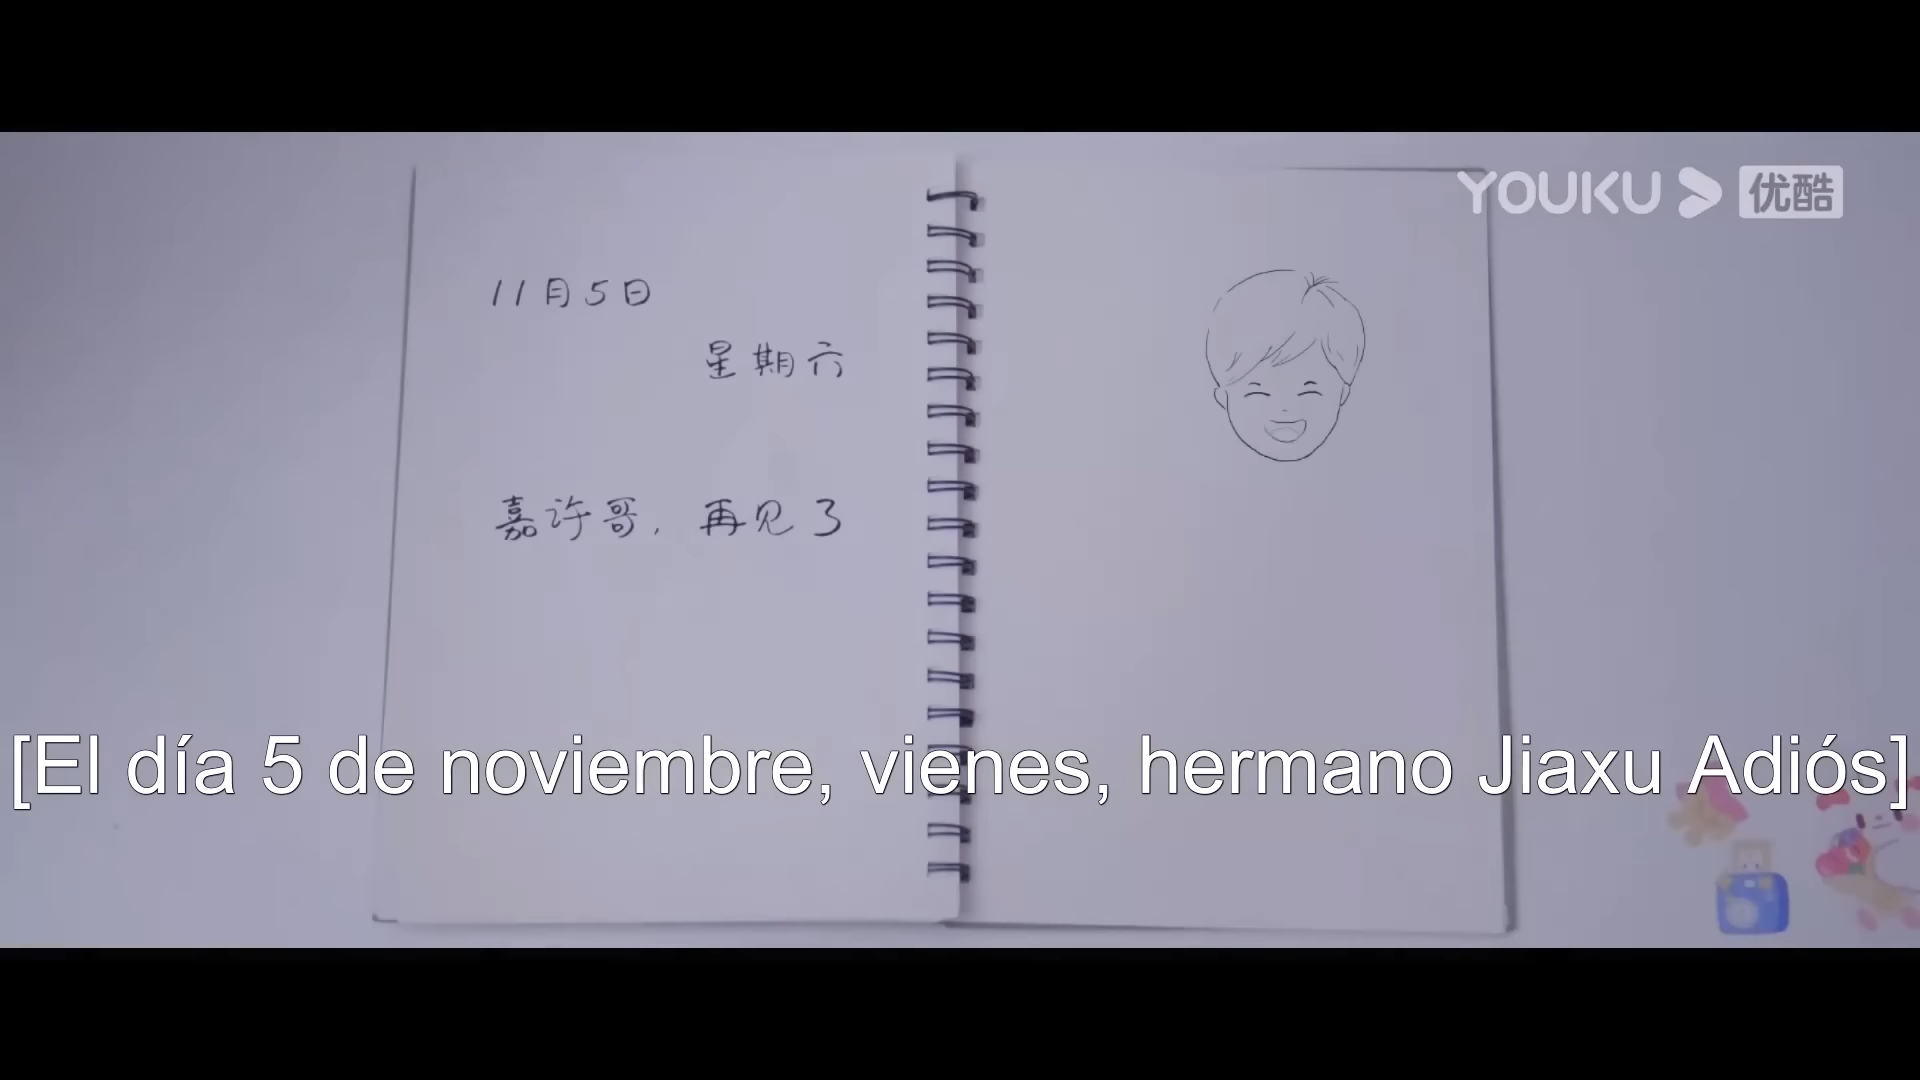 YOUKU 优酷
11月5日
星期六
嘉许哥，再见了
[El día 5 de noviembre, vienes, hermano Jiaxu Adiós]